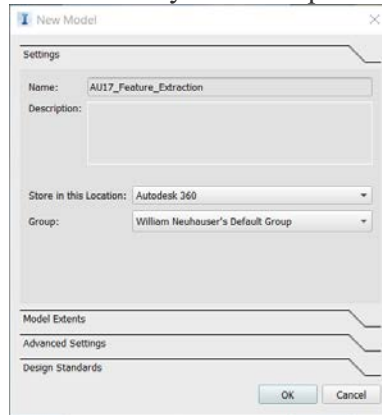 New Model
Settings
Name: AU17_Feature_Extraction
Description:
Store in this Location: Autodesk 360
Group: William Neuhauser's Default Group
Model Extents
Advanced Settings
Design Standards
OK Cancel